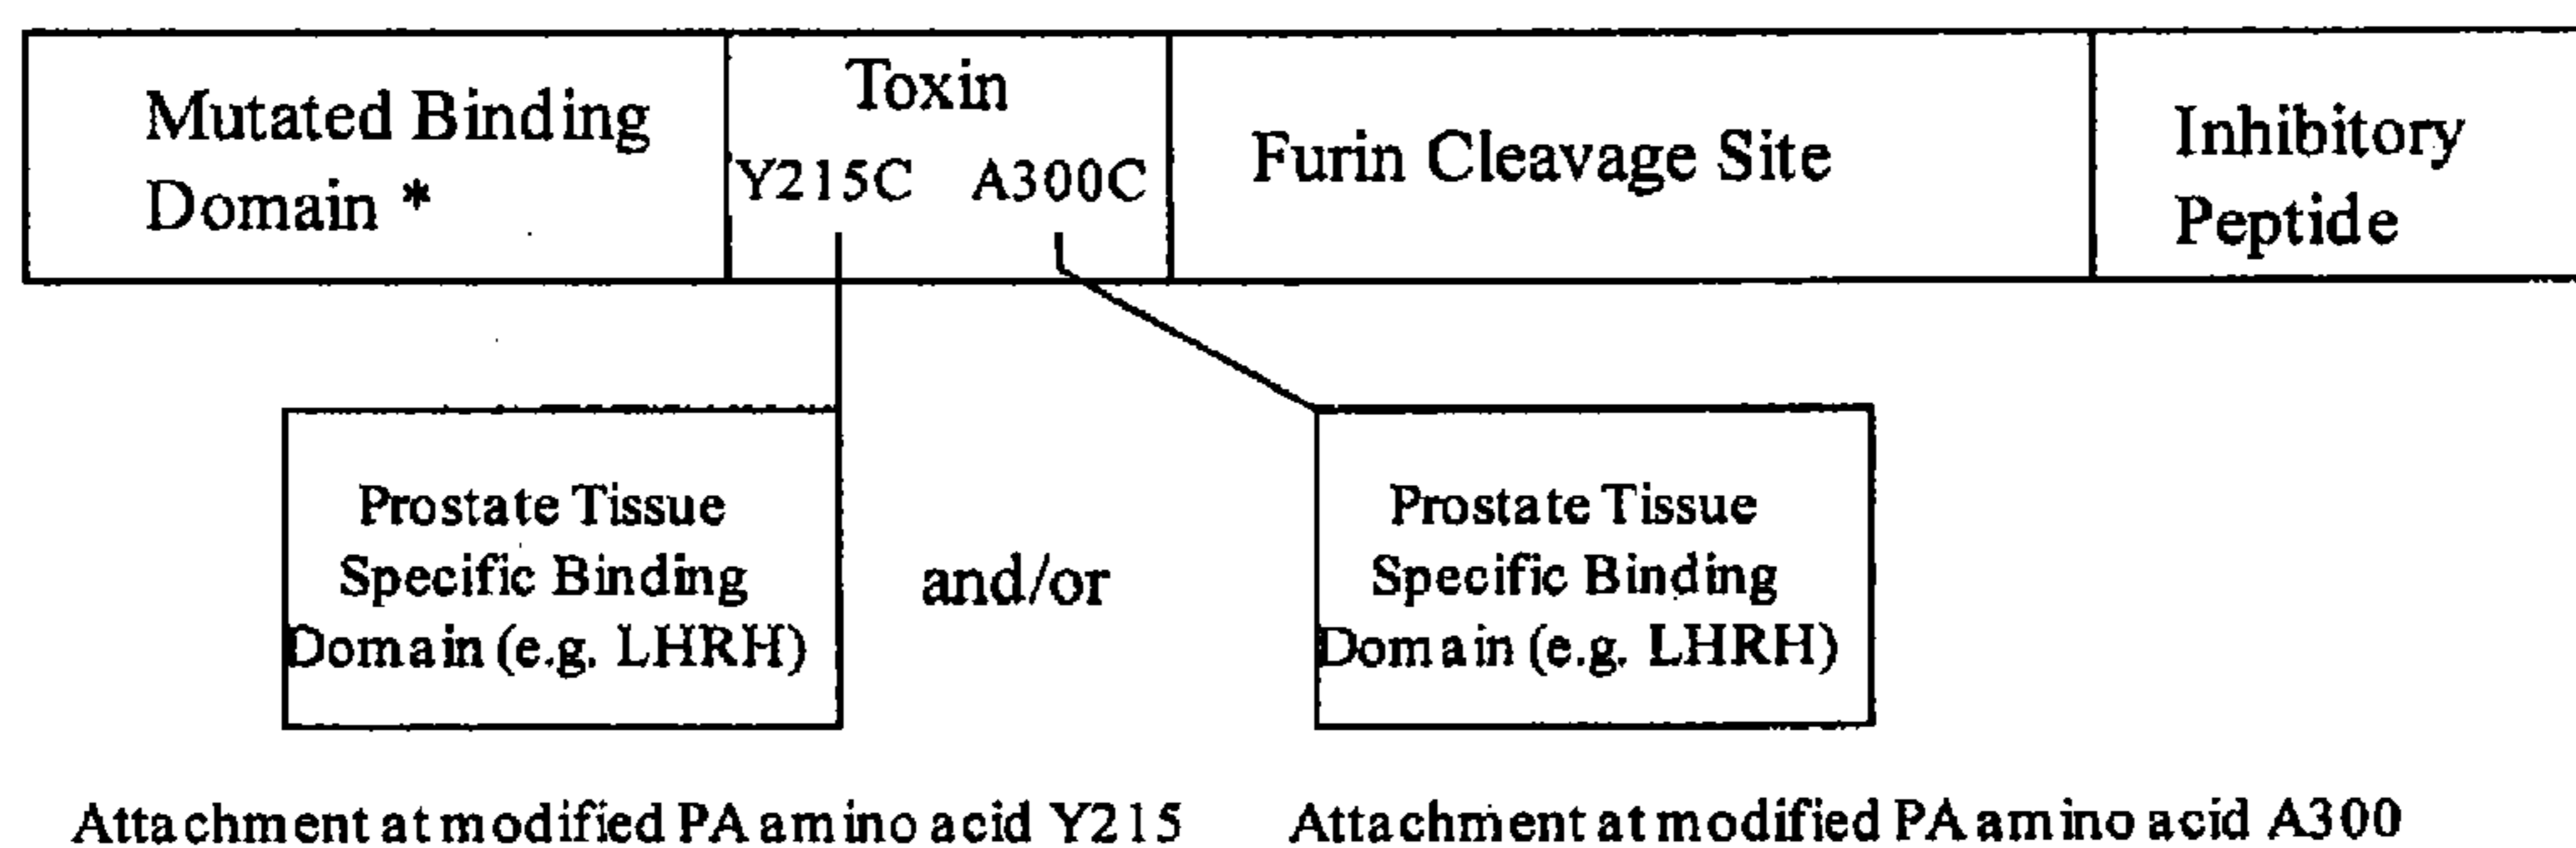 Mutated Binding
Domain *
Toxin
Y215C A300C
Furin Cleavage Site
Inhibitory
Peptide
Prostate Tissue
Specific Binding
Domain (e.g. LHRH)
and/or
Prostate Tissue
Specific Binding
Domain (e.g. LHRH)
Attachment at modified PA amino acid Y215
Attachment at modified PA amino acid A300